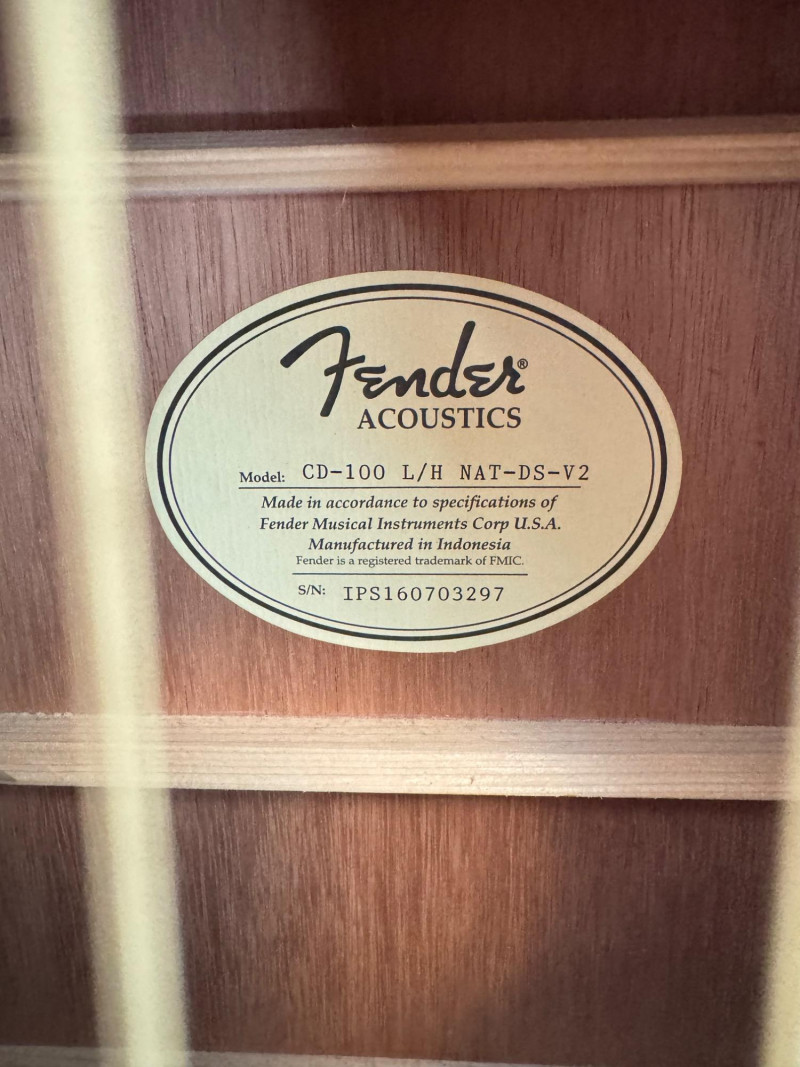 Fender®
ACOUSTICS
Model: CD-100 L/H NAT-DS-V2
Made in accordance to specifications of
Fender Musical Instruments Corp U.S.A.
Manufactured in Indonesia
Fender is a registered trademark of FMIC.
S/N: IPS160703297